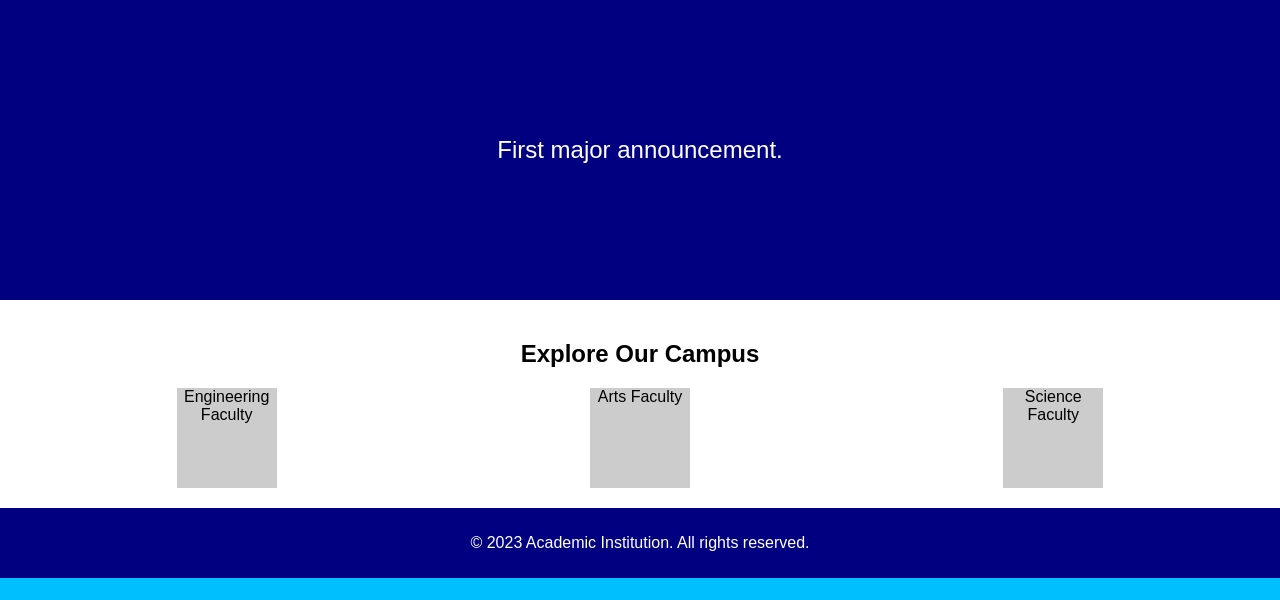 First major announcement.
Explore Our Campus
Engineering
Faculty
Arts Faculty
Science
Faculty
© 2023 Academic Institution. All rights reserved.